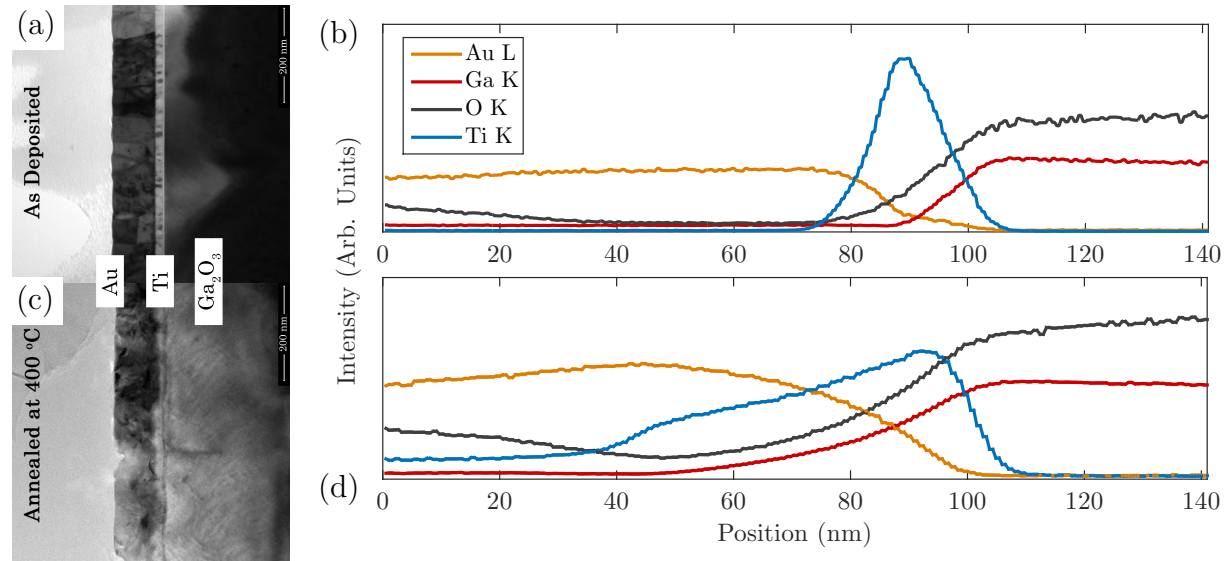 (a)
As Deposited
200 nm
Au
Ti
Ga₂O₃
(c)
Annealed at 400 °C
200 nm
(b)
Au L
Ga K
O K
Ti K
0 20 40 60 80 100 120 140
Intensity (Arb. Units)
(d)
0 20 40 60 80 100 120 140
Position (nm)